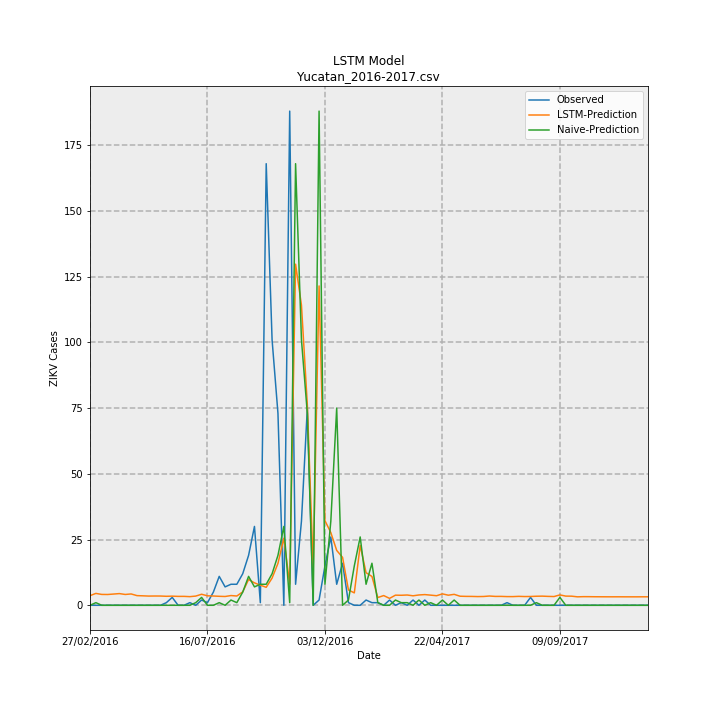 LSTM Model
Yucatan_2016-2017.csv
Observed
LSTM-Prediction
Naive-Prediction
ZIKV Cases
175
150
125
100
75
50
25
0
27/02/2016
16/07/2016
03/12/2016
22/04/2017
09/09/2017
Date